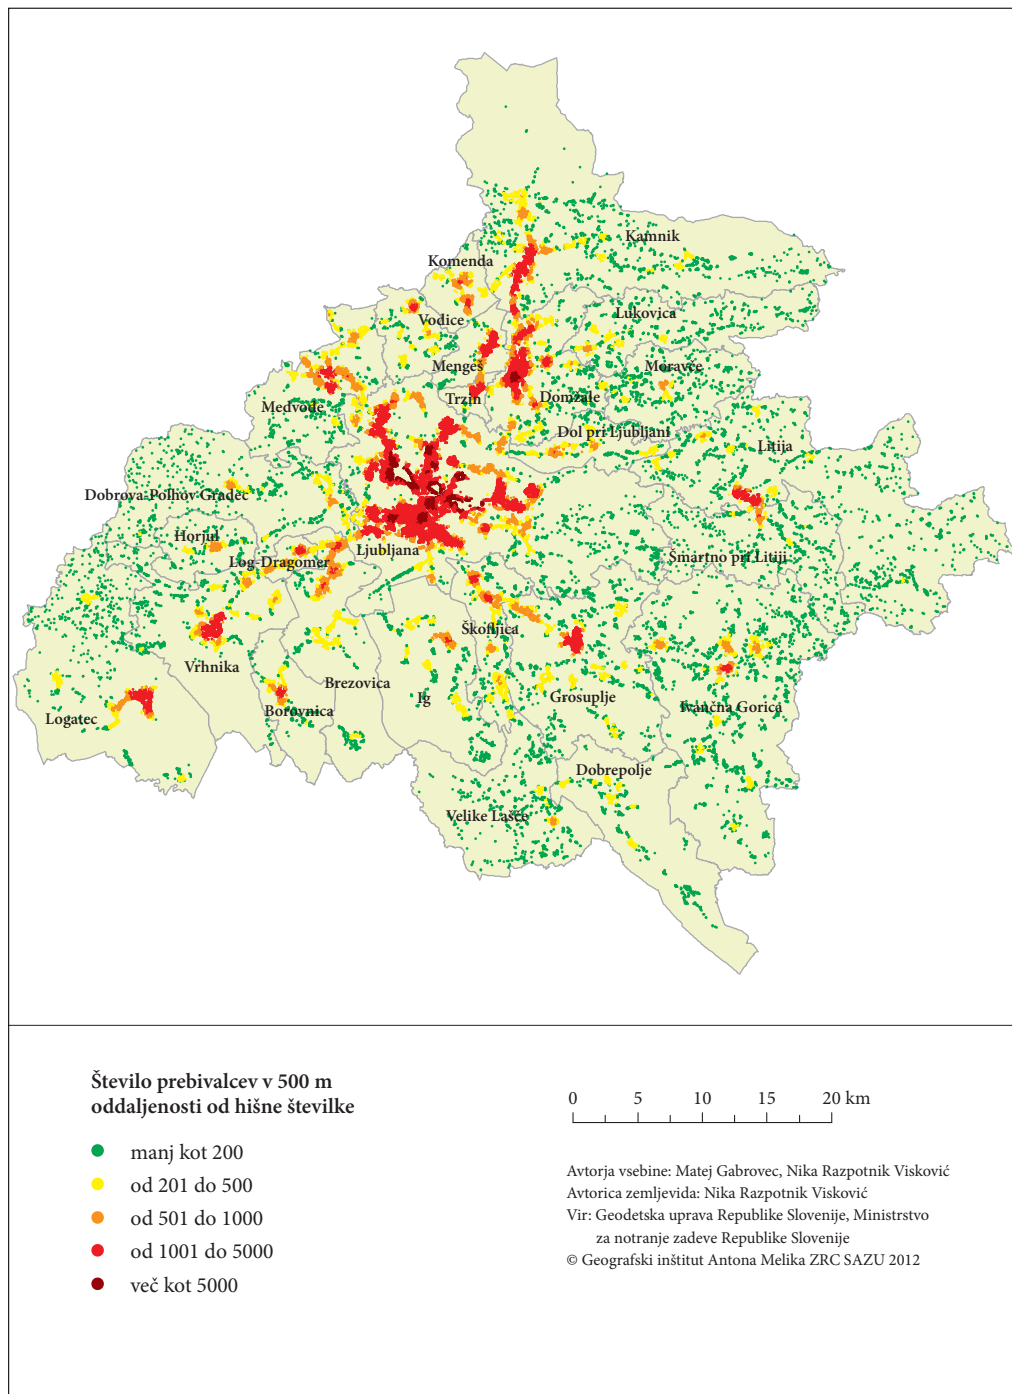 Kamnik
Komenda
Lukovica
Vodice
Mengeš
Moravče
Trzin
Domžale
Medvode
Dol pri Ljubljani
Litija
Dobrova-Polhov Gradec
Horjul
Ljubljana
Log-Dragomer
Šmartno pri Litiji
Škofljica
Vrhnika
Brezovica
Ig
Grosuplje
Ivančna Gorica
Borovnica
Logatec
Dobrepolje
Velike Lašče
Število prebivalcev v 500 m
oddaljenosti od hišne številke
manj kot 200
od 201 do 500
od 501 do 1000
od 1001 do 5000
več kot 5000
0 5 10 15 20 km
Avtorja vsebine: Matej Gabrovec, Nika Razpotnik Visković
Avtorica zemljevida: Nika Razpotnik Visković
Vir: Geodetska uprava Republike Slovenije, Ministrstvo
za notranje zadeve Republike Slovenije
© Geografski inštitut Antona Melika ZRC SAZU 2012